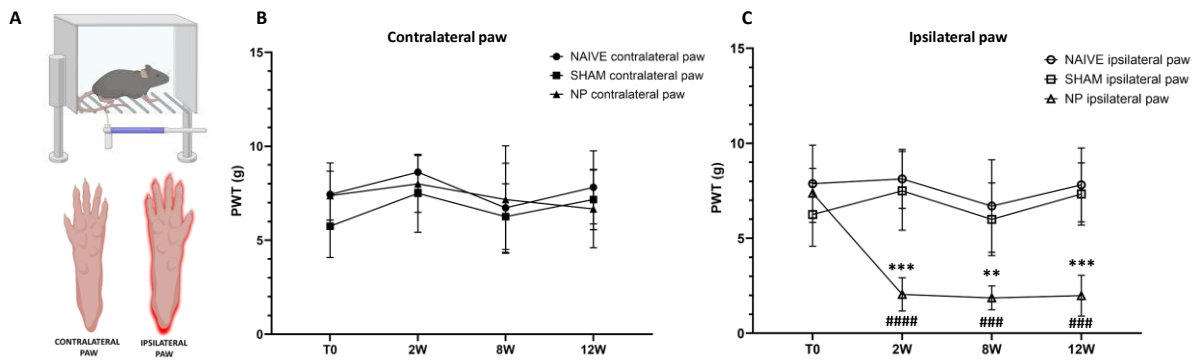 A
CONTRALATERAL
PAW
IPSILATERAL
PAW
B
Contralateral paw
NAIVE contralateral paw
SHAM contralateral paw
NP contralateral paw
PWT (g)
15
10
5
0
T0 2W 8W 12W
C
Ipsilateral paw
NAIVE ipsilateral paw
SHAM ipsilateral paw
NP ipsilateral paw
PWT (g)
15
10
5
0
*** ** ***
#### ### ###
T0 2W 8W 12W